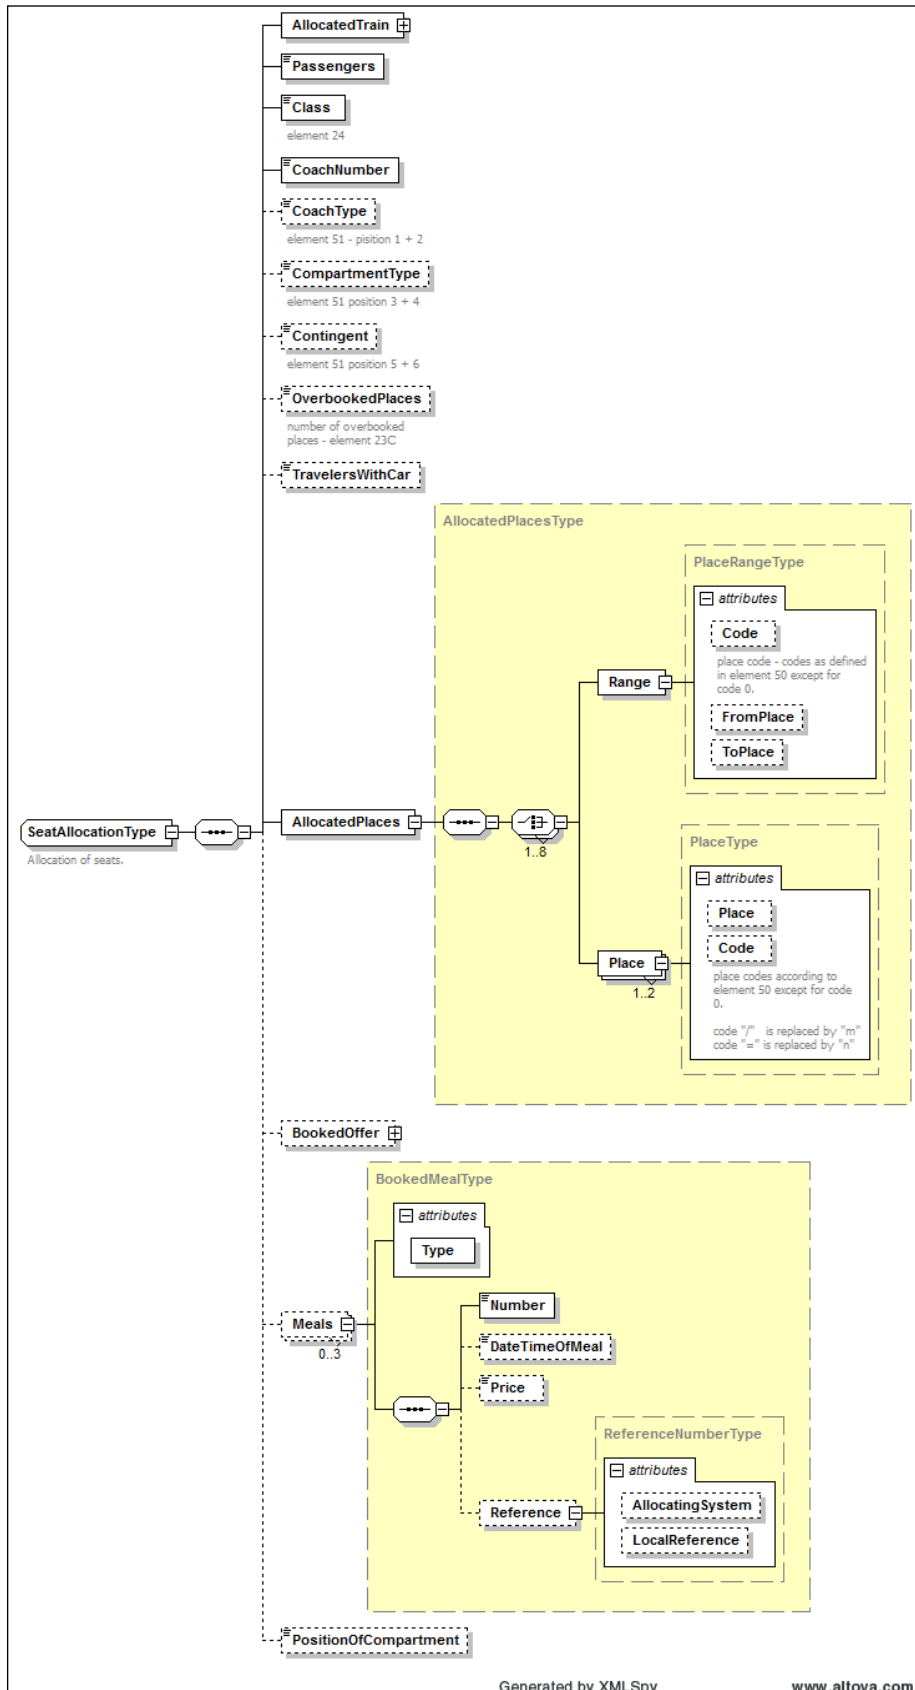 AllocatedTrain
Passengers
Class
element 24
CoachNumber
CoachType
element 51 - pisition 1 + 2
CompartmentType
element 51 position 3 + 4
Contingent
element 51 position 5 + 6
OverbookedPlaces
number of overbooked
places - element 23C
TravelersWithCar
AllocatedPlacesType
PlaceRangeType
attributes
Code
place code - codes as defined
in element 50 except for
code 0.
Range
FromPlace
ToPlace
SeatAllocationType
Allocation of seats.
AllocatedPlaces
1..8
PlaceType
attributes
Place
Code
place codes according to
element 50 except for code
0.
code "/" is replaced by "m"
code "=" is replaced by "n"
Place
1..2
BookedOffer
BookedMealType
attributes
Type
Meals
0..3
Number
DateTimeOfMeal
Price
ReferenceNumberType
attributes
Reference
AllocatingSystem
LocalReference
PositionOfCompartment
Generated by XMLSpy
www.altova.com